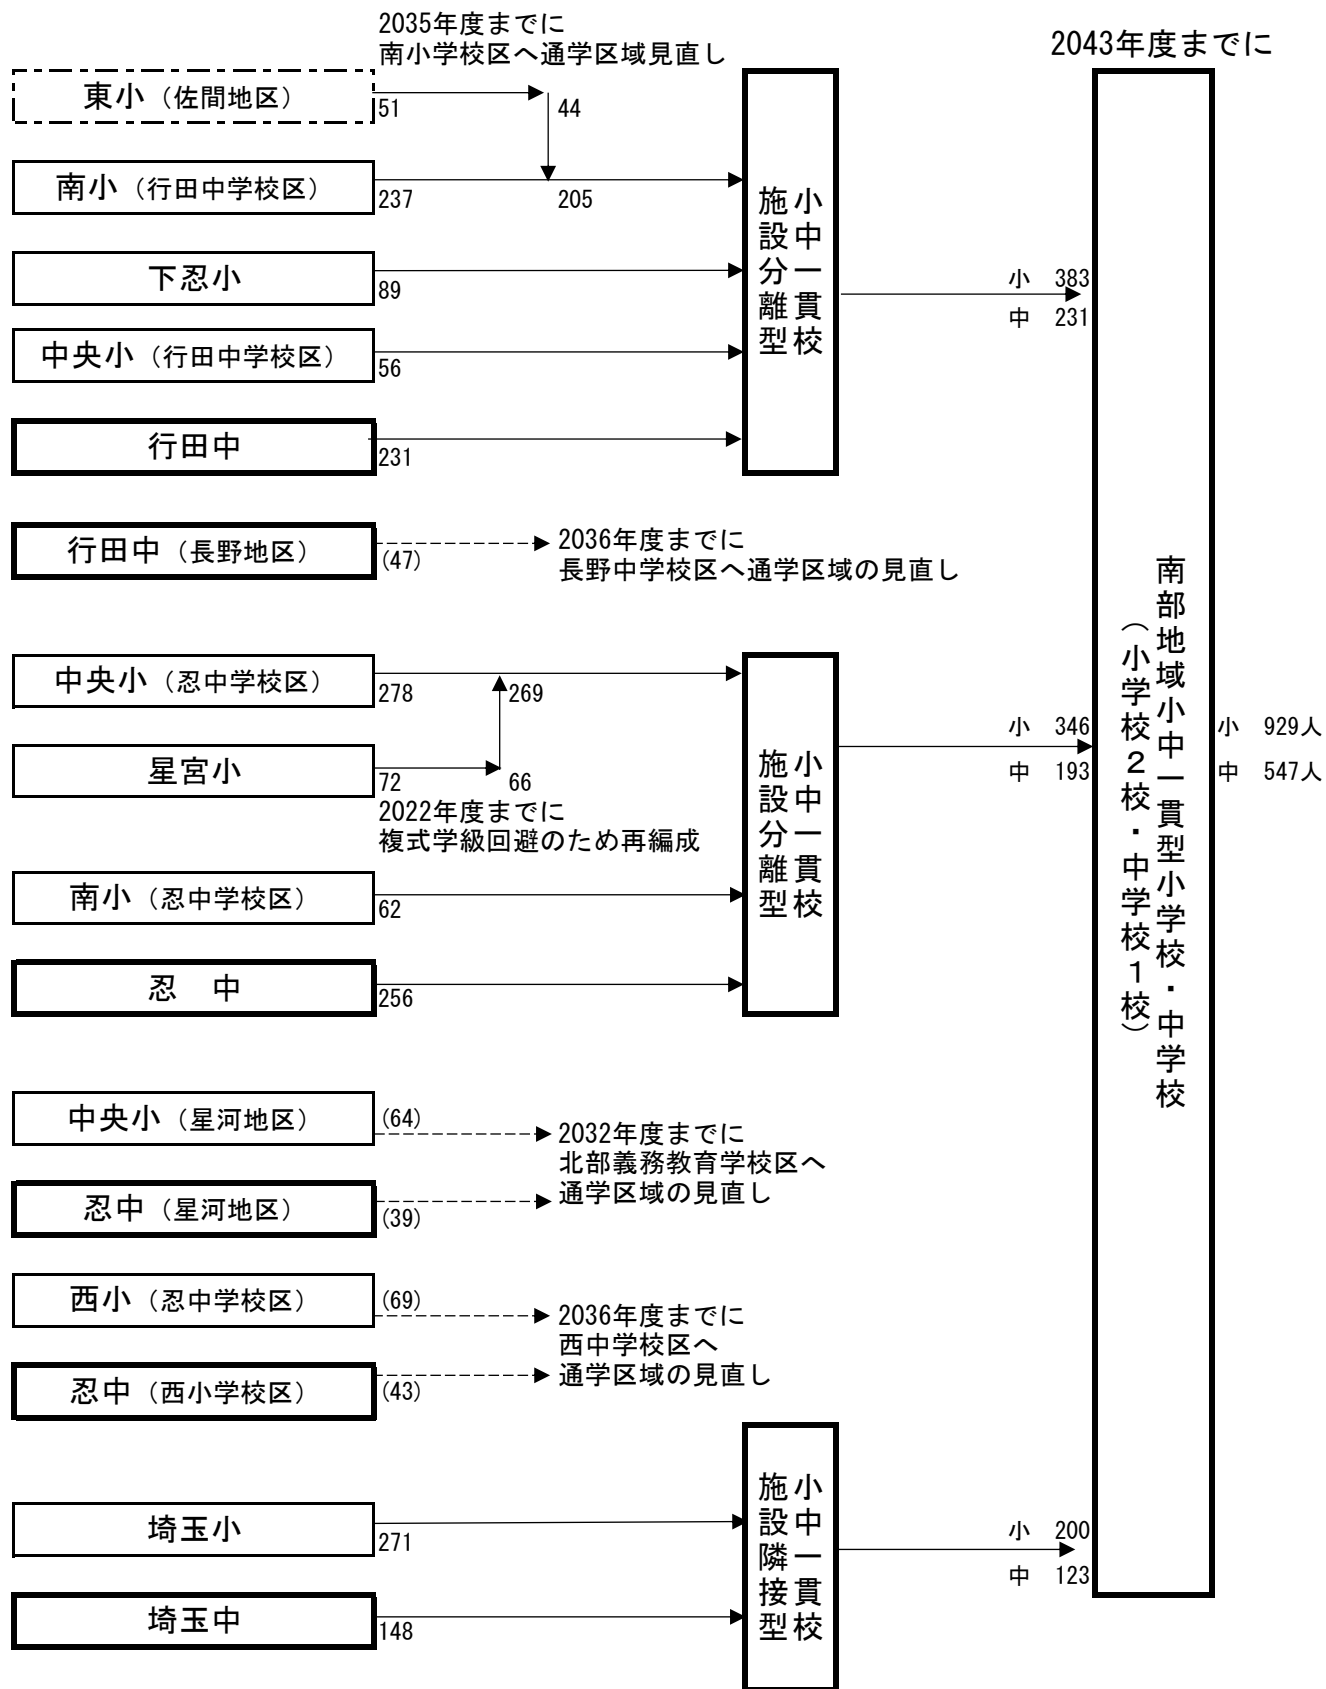 2035年度までに
南小学校区へ通学区域見直し
2043年度までに
東小（佐間地区）
51
44
南小（行田中学校区）
237
205
下忍小
89
中央小（行田中学校区）
56
行田中
231
小中一貫校
施設分離型
小 383
中 231
行田中（長野地区）
(47)
2036年度までに
長野中学校区へ通学区域の見直し
中央小（忍中学校区）
278
269
星宮小
72
66
2022年度までに
複式学級回避のため再編成
南小（忍中学校区）
62
忍　中
256
小中一貫校
施設分離型
小 346
中 193
南部地域小中一貫型小学校・中学校
（小学校２校・中学校１校）
小 929人
中 547人
中央小（星河地区）
(64)
忍中（星河地区）
(39)
2032年度までに
北部義務教育学校区へ
通学区域の見直し
西小（忍中学校区）
(69)
忍中（西小学校区）
(43)
2036年度までに
西中学校区へ
通学区域の見直し
埼玉小
271
埼玉中
148
小中一貫校
施設隣接型
小 200
中 123